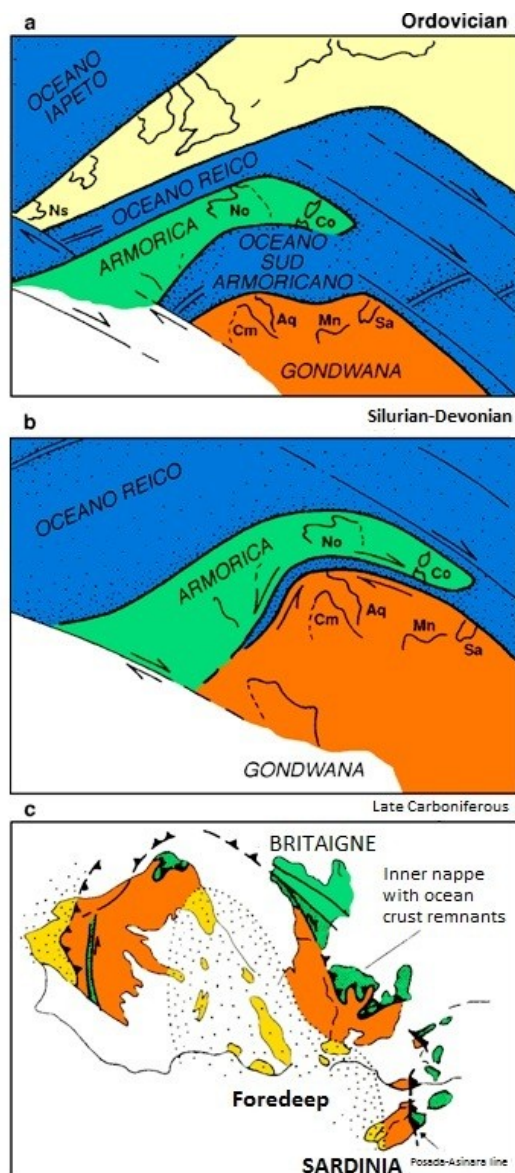 a
Ordovician
OCEANO
IAPETO
Ns
OCEANO REICO
No
ARMORICA
Co
OCEANO
SUD
ARMORICANO
Cm
Aq
Mn
Sa
GONDWANA
b
Silurian-Devonian
OCEANO REICO
No
ARMORICA
Co
Cm
Aq
Mn
Sa
GONDWANA
c
Late Carboniferous
BRITAIGNE
Inner nappe
with ocean
crust remnants
Foredeep
Posada-Asinara line
SARDINIA